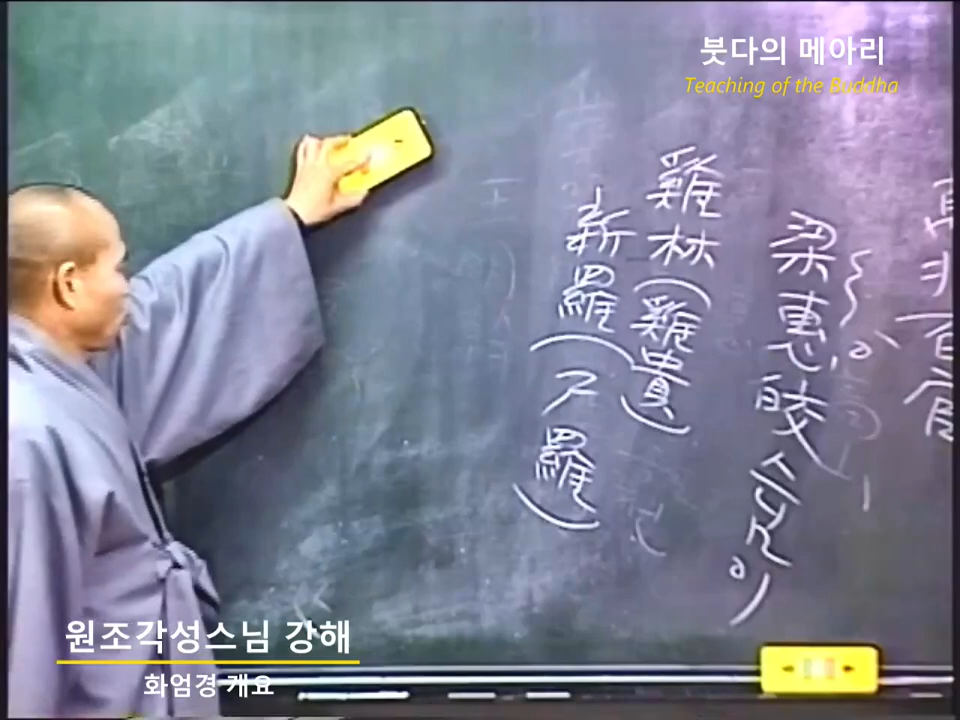 붓다의 메아리
Teaching of the Buddha
梁惠皎스님이
雞林(雞貴)
新羅(ス羅)
원조각성스님 강해
화엄경 개요